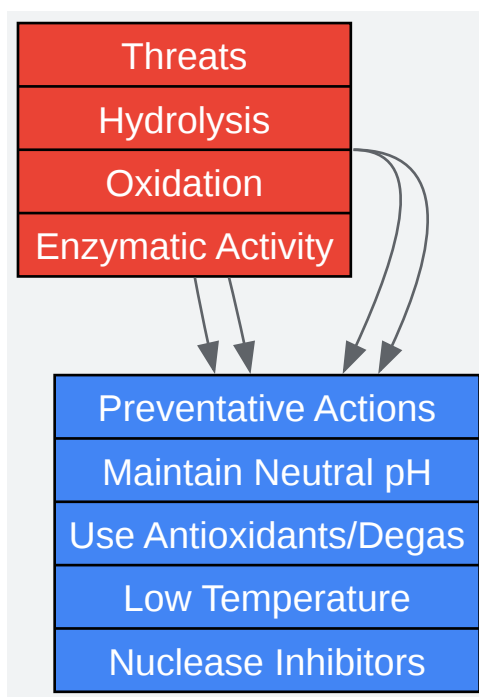 Threats
Hydrolysis
Oxidation
Enzymatic Activity
Preventative Actions
Maintain Neutral pH
Use Antioxidants/Degas
Low Temperature
Nuclease Inhibitors